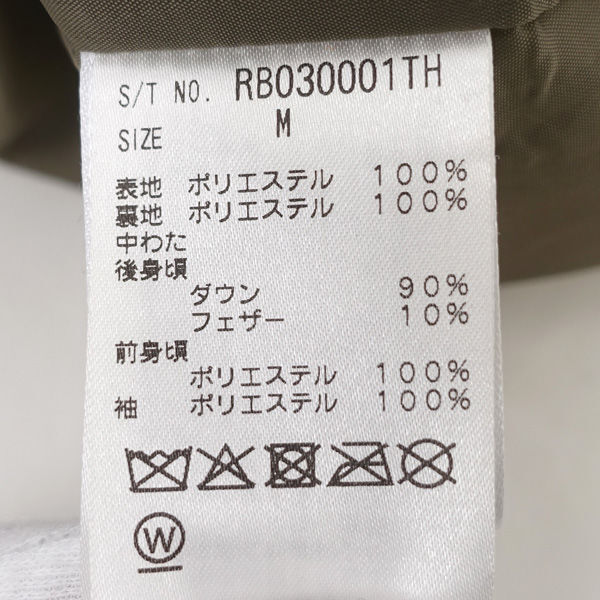 S/T NO. RB030001TH
SIZE M
表地 ポリエステル 100%
裏地 ポリエステル 100%
中わた
後身頃
ダウン 90%
フェザー 10%
前身頃
ポリエステル 100%
袖 ポリエステル 100%
W